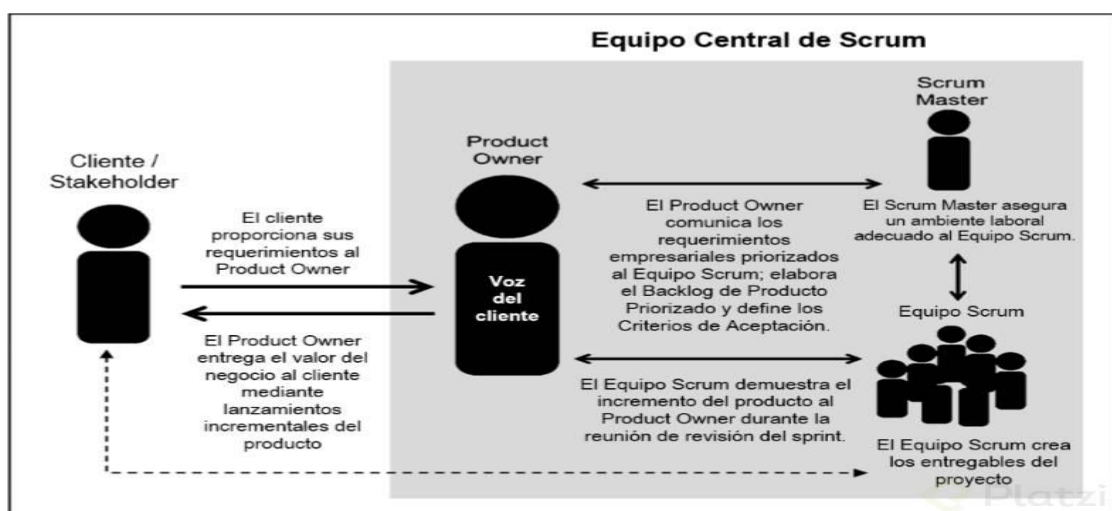 Equipo Central de Scrum
Cliente /
Stakeholder
El cliente
proporciona sus
requerimientos al
Product Owner
El Product Owner
entrega el valor del
negocio al cliente
mediante
lanzamientos
incrementales del
producto
Product
Owner
Voz
del
cliente
El Product Owner
comunica los
requerimientos
empresariales priorizados
al Equipo Scrum; elabora
el Backlog de Producto
Priorizado y define los
Criterios de Aceptación.
El Equipo Scrum demuestra el
incremento del producto al
Product Owner durante la
reunión de revisión del sprint.
Scrum
Master
El Scrum Master asegura
un ambiente laboral
adecuado al Equipo Scrum.
Equipo Scrum
El Equipo Scrum crea
los entregables del
proyecto
Platzi